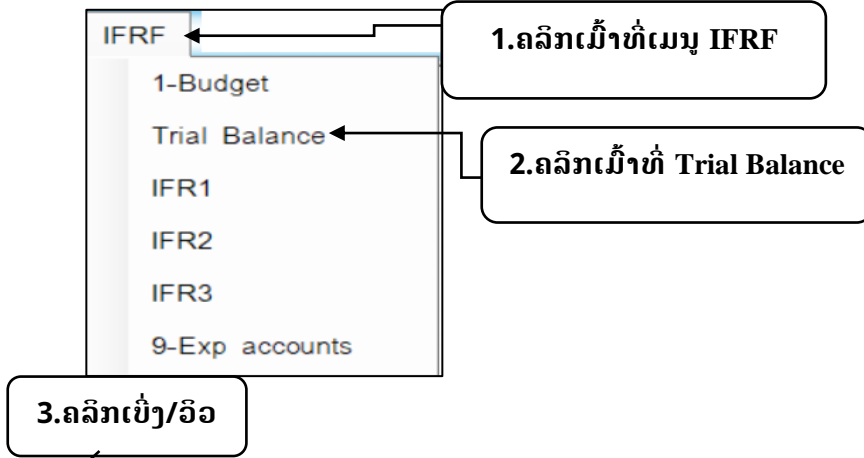 IFRF
1.ຄລິກເມົ້າທີ່ເມນູ IFRF
1-Budget
Trial Balance
2.ຄລິກເມົ້າທີ່ Trial Balance
IFR1
IFR2
IFR3
9-Exp accounts
3.ຄລິກເບິ່ງ/ວິວ